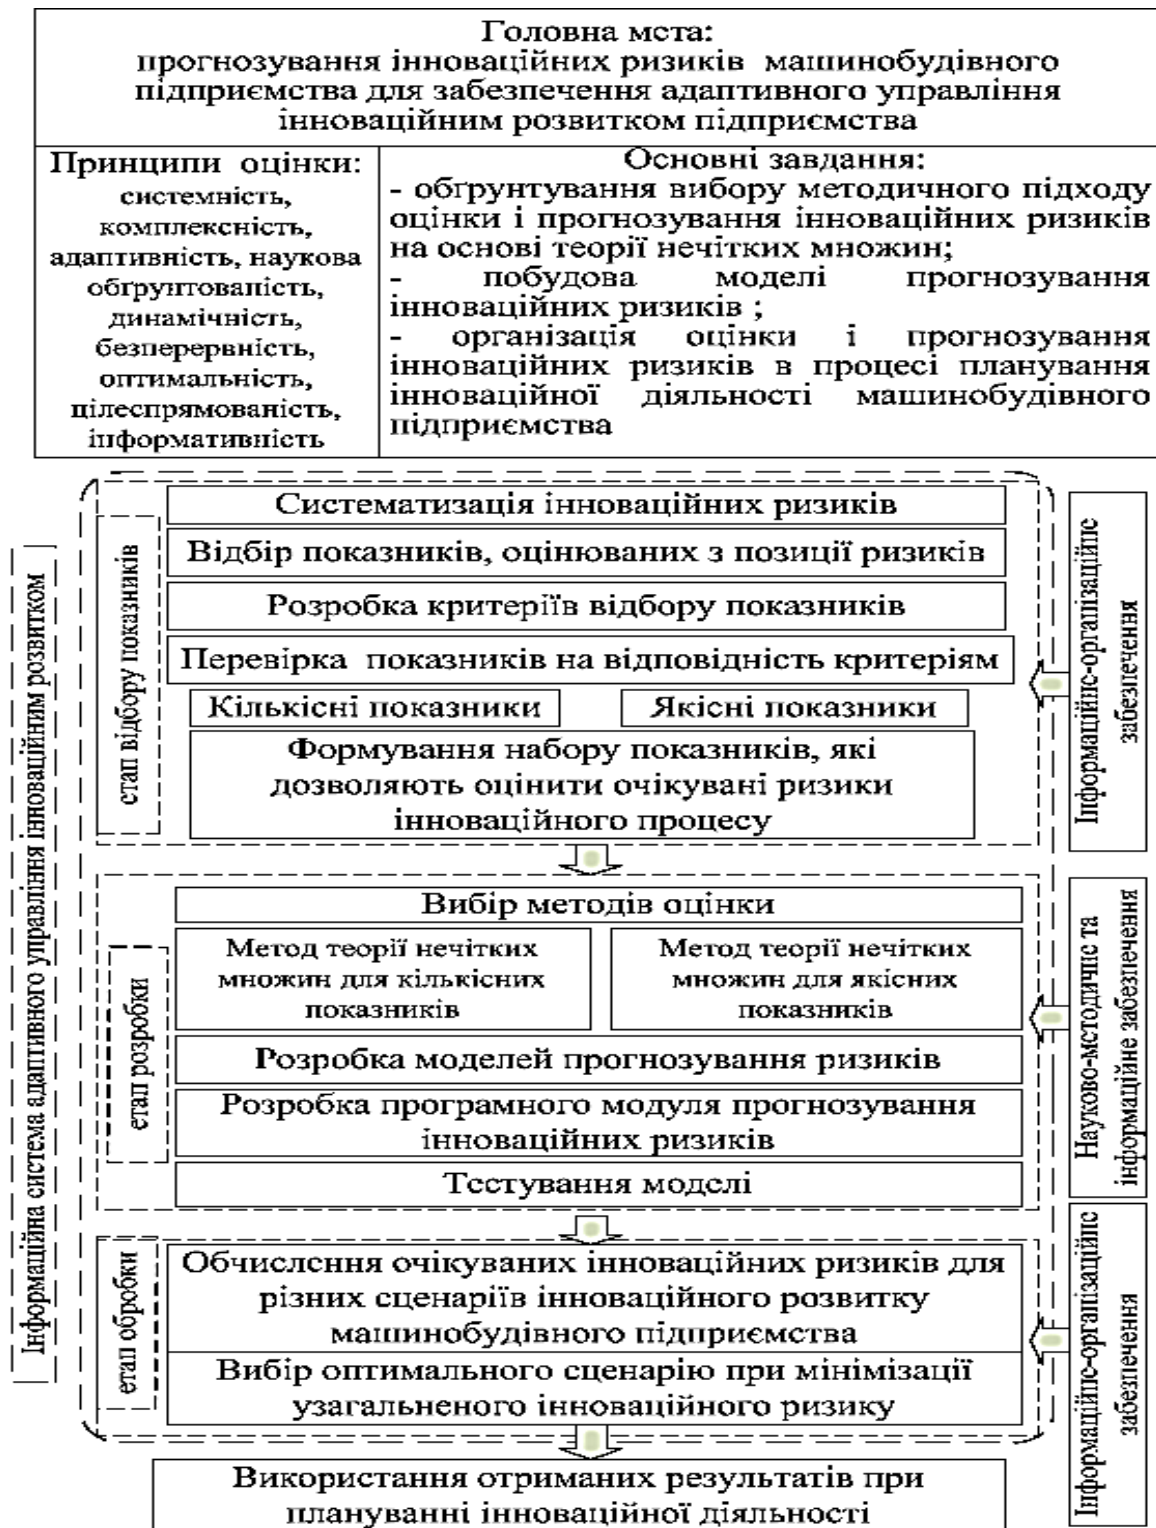 Головна мета:
прогнозування інноваційних ризиків машинобудівного
підприємства для забезпечення адаптивного управління
інноваційним розвитком підприємства
Принципи оцінки:
системність,
комплексність,
адаптивність, наукова
обґрунтованість,
динамічність,
безперервність,
оптимальність,
цілеспрямованість,
інформативність
Основні завдання:
- обґрунтування вибору методичного підходу
оцінки і прогнозування інноваційних ризиків
на основі теорії нечітких множин;
- побудова моделі прогнозування
інноваційних ризиків ;
- організація оцінки і прогнозування
інноваційних ризиків в процесі планування
інноваційної діяльності машинобудівного
підприємства
Інформаційна система адаптивного управління інноваційним розвитком
етап відбору показників
Систематизація інноваційних ризиків
Відбір показників, оцінюваних з позиції ризиків
Розробка критеріїв відбору показників
Перевірка показників на відповідність критеріям
Кількісні показники
Якісні показники
Формування набору показників, які
дозволяють оцінити очікувані ризики
інноваційного процесу
Інформаційне-організаційне
забезпечення
етап розробки
Вибір методів оцінки
Метод теорії нечітких
множин для кількісних
показників
Метод теорії нечітких
множин для якісних
показників
Розробка моделей прогнозування ризиків
Розробка програмного модуля прогнозування
інноваційних ризиків
Тестування моделі
Науково-методичне та
інформаційне забезпечення
етап обробки
Обчислення очікуваних інноваційних ризиків для
різних сценаріїв інноваційного розвитку
машинобудівного підприємства
Вибір оптимального сценарію при мінімізації
узагальненого інноваційного ризику
Інформаційне-організаційне
забезпечення
Використання отриманих результатів при
плануванні інноваційної діяльності